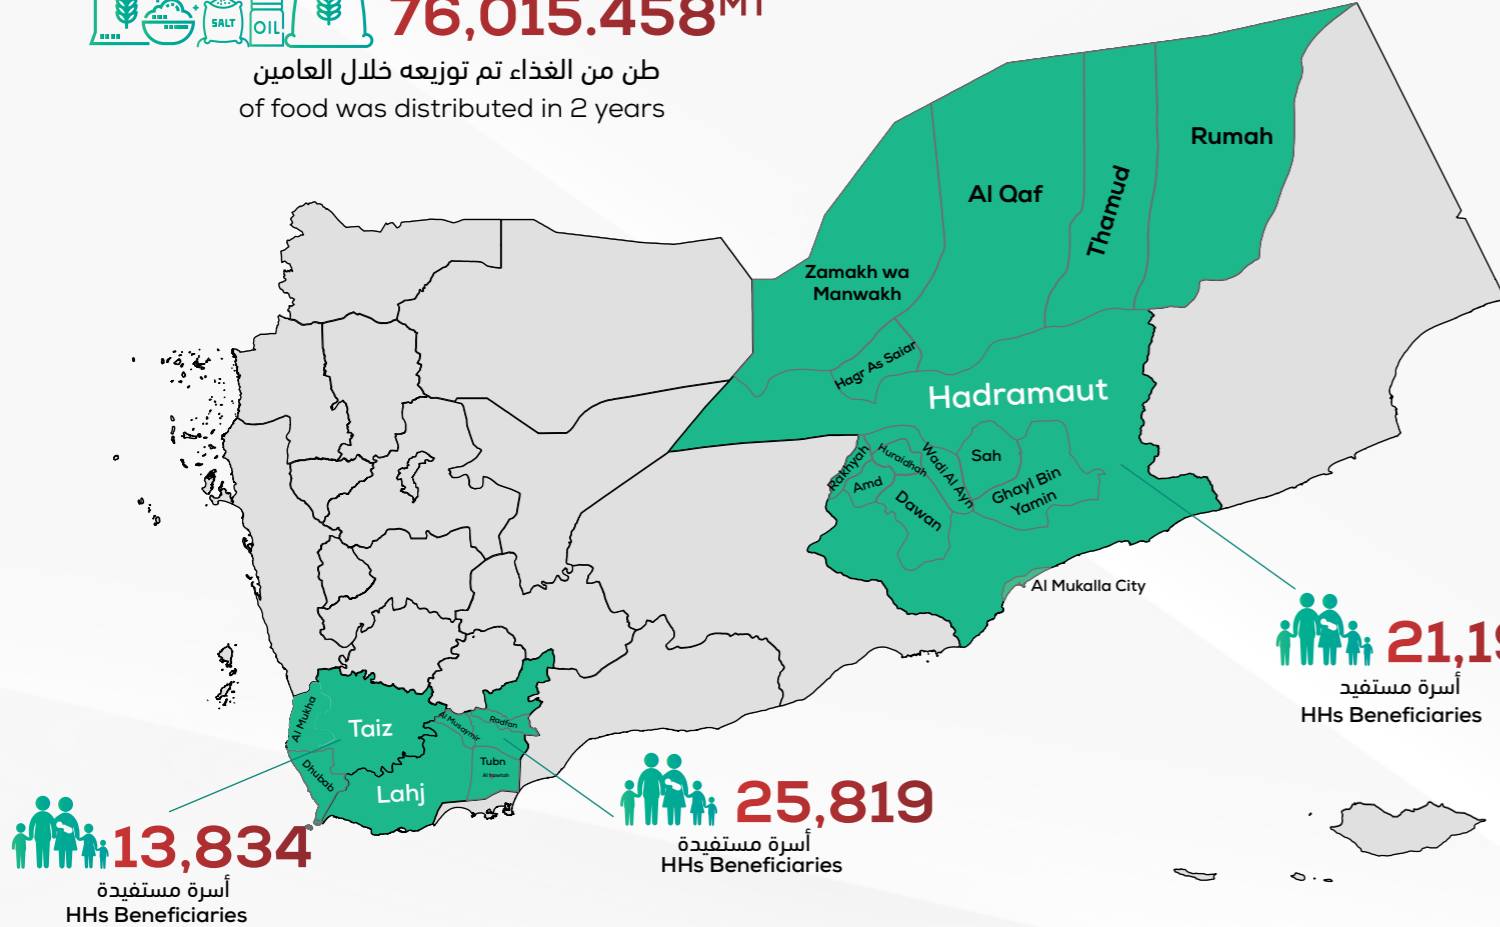 SALT
OIL
76,015.458MT
طن من الغذاء تم توزيعه خلال العامين
of food was distributed in 2 years
Rumah
Al Qaf
Thamud
Zamakh wa
Manwakh
Hagr As Saiar
Hadramaut
Rakhyah
Huraidhah
Wadi Al Ayn
Sah
Amd
Dawan
Ghayl Bin
Yamin
Al Mukalla City
21,19
أسرة مستفيد
HHs Beneficiaries
Al Mukha
Taiz
Al Musaymir
Radfan
Dhubab
Tubn
Al hawtah
Lahj
25,819
أسرة مستفيدة
HHs Beneficiaries
13,834
أسرة مستفيدة
HHs Beneficiaries